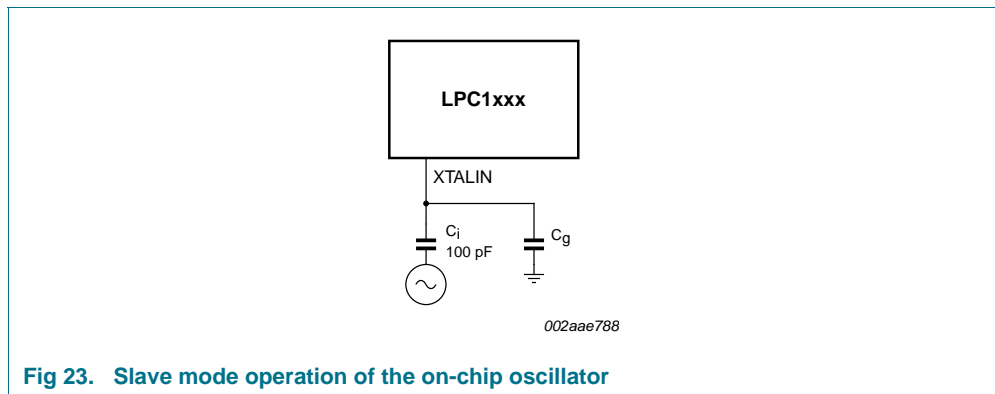 LPC1xxx
XTALIN
Ci
100 pF
Cg
002aae788
Fig 23. Slave mode operation of the on-chip oscillator